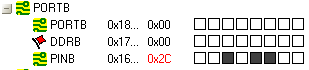 PORTB
PORTB 0x18... 0x00
DDRB 0x17... 0x00
PINB 0x16... 0x2C